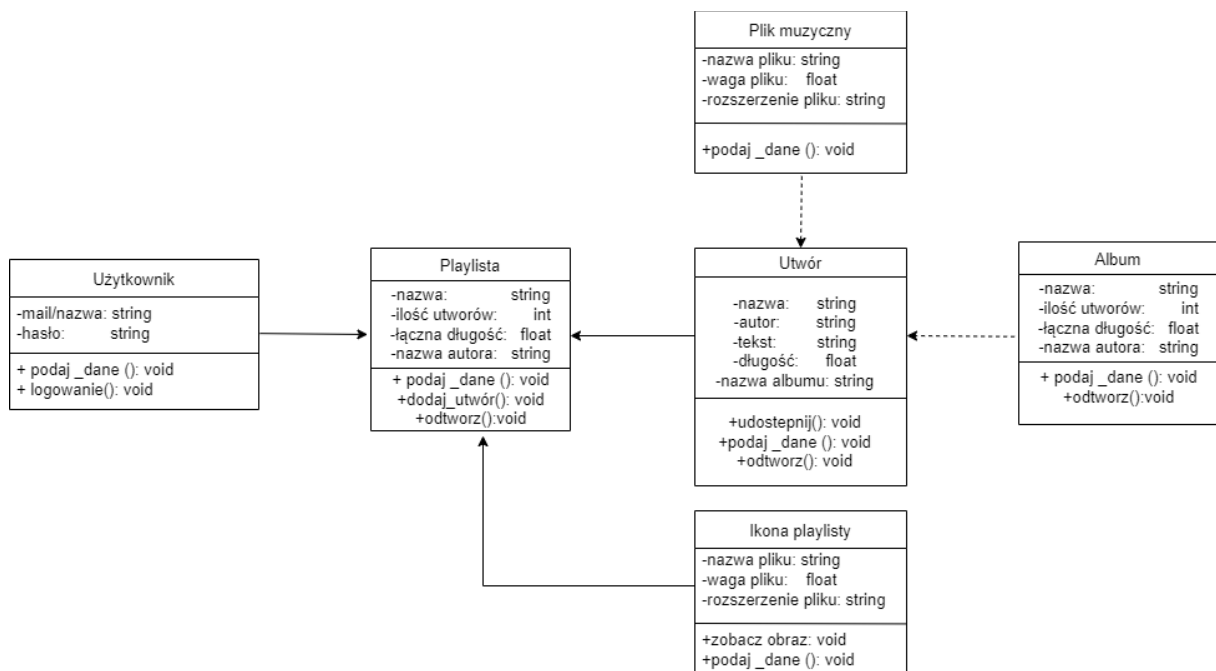 Plik muzyczny
-nazwa pliku: string
-waga pliku: float
-rozszerzenie pliku: string
+podaj _dane (): void
Użytkownik
-mail/nazwa: string
-hasło: string
+ podaj _dane (): void
+ logowanie(): void
Playlista
-nazwa: string
-ilość utworów: int
-łączna długość: float
-nazwa autora: string
+ podaj _dane (): void
+dodaj_utwór(): void
+odtworz():void
Utwór
-nazwa: string
-autor: string
-tekst: string
-długość: float
-nazwa albumu: string
+udostepnij(): void
+podaj _dane (): void
+odtworz(): void
Album
-nazwa: string
-ilość utworów: int
-łączna długość: float
-nazwa autora: string
+ podaj _dane (): void
+odtworz():void
Ikona playlisty
-nazwa pliku: string
-waga pliku: float
-rozszerzenie pliku: string
+zobacz obraz: void
+podaj _dane (): void